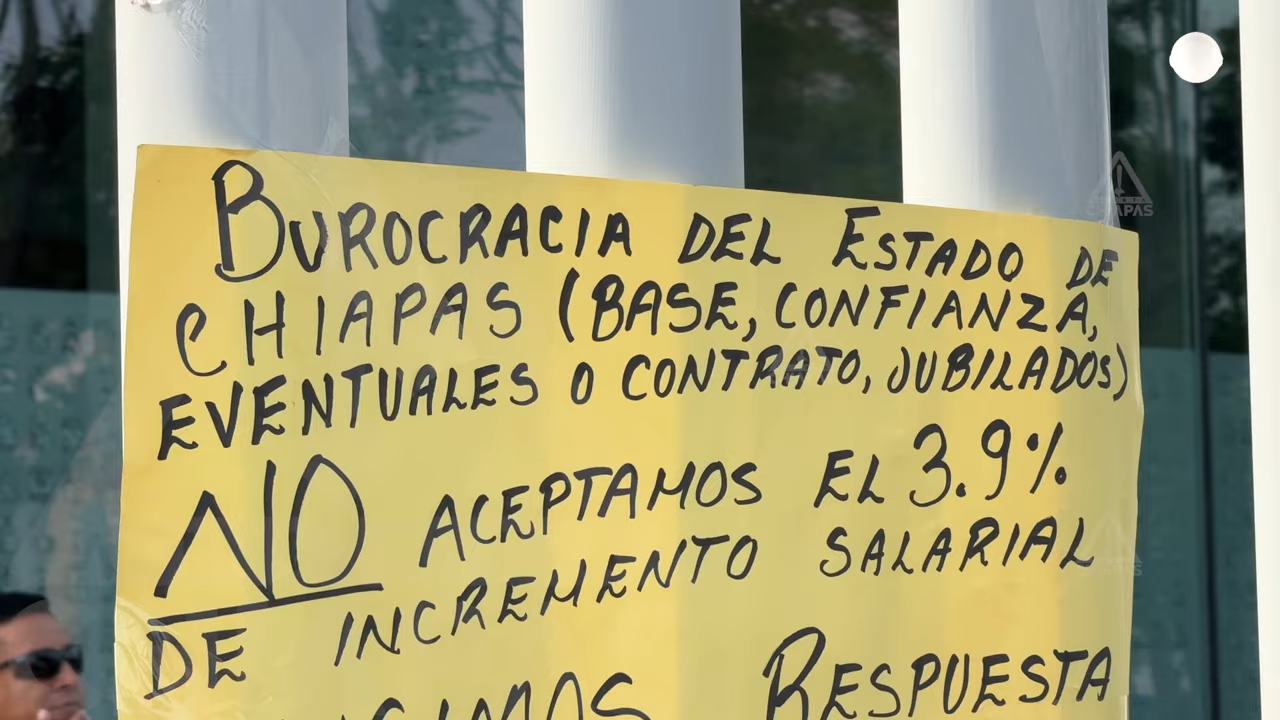 BUROCRACIA DEL ESTADO DE
CHIAPAS (BASE, CONFIANZA,
EVENTUALES O CONTRATO, JUBILADOS)
NO ACEPTAMOS EL 3.9%
DE INCREMENTO SALARIAL
RESPUESTA